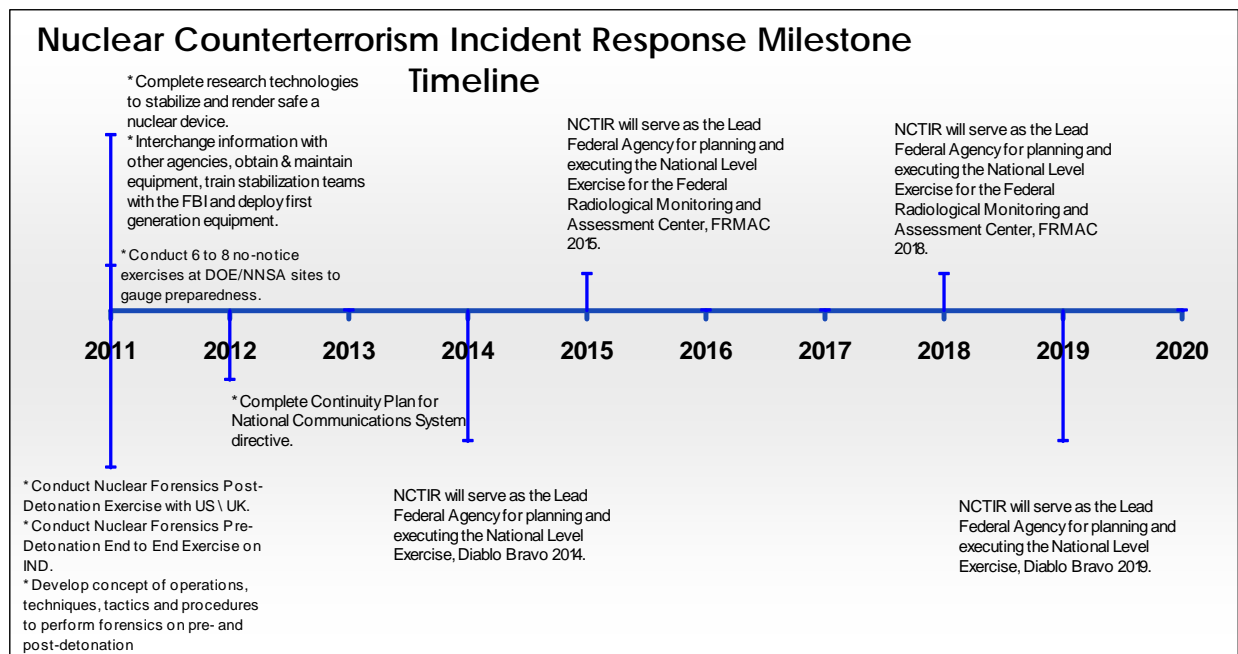 Nuclear Counterterrorism Incident Response Milestone
Timeline
* Complete research technologies
to stabilize and render safe a
nuclear device.
* Interchange information with
other agencies, obtain & maintain
equipment, train stabilization teams
with the FBI and deploy first
generation equipment.
* Conduct 6 to 8 no-notice
exercises at DOE/NNSA sites to
gauge preparedness.
NCTIR will serve as the Lead
Federal Agency for planning and
executing the National Level
Exercise for the Federal
Radiological Monitoring and
Assessment Center, FRMAC
2015.
NCTIR will serve as the Lead
Federal Agency for planning and
executing the National Level
Exercise for the Federal
Radiological Monitoring and
Assessment Center, FRMAC
2018.
2011 2012 2013 2014 2015 2016 2017 2018 2019 2020
* Complete Continuity Plan for
National Communications System
directive.
* Conduct Nuclear Forensics Post-
Detonation Exercise with US \ UK.
* Conduct Nuclear Forensics Pre-
Detonation End to End Exercise on
IND.
* Develop concept of operations,
techniques, tactics and procedures
to perform forensics on pre- and
post-detonation
NCTIR will serve as the Lead
Federal Agency for planning and
executing the National Level
Exercise, Diablo Bravo 2014.
NCTIR will serve as the Lead
Federal Agency for planning and
executing the National Level
Exercise, Diablo Bravo 2019.